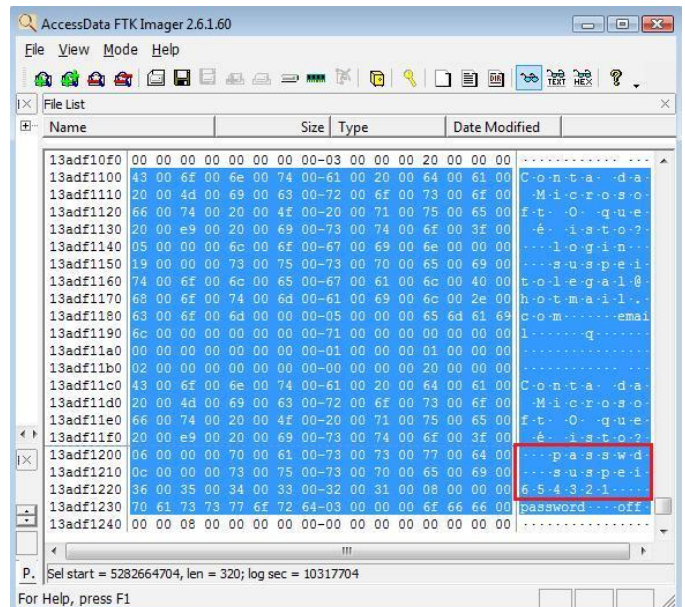 AccessData FTK Imager 2.6.1.60
File View Mode Help
File List
Name Size Type Date Modified
13adf10f0 00 00 00 00 00 00 00 00-03 00 00 00 20 00 00 00 ················
13adf1100 43 00 6f 00 6e 00 74 00-61 00 20 00 64 00 61 00 C·o·n·t·a· ·d·a·
13adf1110 20 00 4d 00 69 00 63 00-72 00 6f 00 73 00 6f 00 ·M·i·c·r·o·s·o·
13adf1120 66 00 74 00 20 00 4f 00-20 00 71 00 75 00 65 00 f·t· ·O· ·q·u·e·
13adf1130 20 00 e9 00 20 00 69 00-73 00 74 00 6f 00 3f 00 ·é· ·i·s·t·o·?·
13adf1140 05 00 00 00 6c 00 6f 00-67 00 69 00 6e 00 00 00 ····l·o·g·i·n···
13adf1150 19 00 00 00 73 00 75 00-73 00 70 00 65 00 69 00 ····s·u·s·p·e·i·
13adf1160 74 00 6f 00 6c 00 65 00-67 00 61 00 6c 00 40 00 t·o·l·e·g·a·l·@·
13adf1170 68 00 6f 00 74 00 6d 00-61 00 69 00 6c 00 2e 00 h·o·t·m·a·i·l·.·
13adf1180 63 00 6f 00 6d 00 00 00-05 00 00 00 65 6d 61 69 c·o·m·······emai
13adf1190 6c 00 00 00 00 00 00 00-71 00 00 00 00 00 00 00 l·······q·······
13adf11a0 00 00 00 00 00 00 00 00-01 00 00 00 01 00 00 00 ················
13adf11b0 02 00 00 00 00 00 00 00-00 00 00 00 20 00 00 00 ················
13adf11c0 43 00 6f 00 6e 00 74 00-61 00 20 00 64 00 61 00 C·o·n·t·a· ·d·a·
13adf11d0 20 00 4d 00 69 00 63 00-72 00 6f 00 73 00 6f 00 ·M·i·c·r·o·s·o·
13adf11e0 66 00 74 00 20 00 4f 00-20 00 71 00 75 00 65 00 f·t· ·O· ·q·u·e·
13adf11f0 20 00 e9 00 20 00 69 00-73 00 74 00 6f 00 3f 00 ·é· ·i·s·t·o·?·
13adf1200 06 00 00 00 70 00 61 00-73 00 73 00 77 00 64 00 ····p·a·s·s·w·d·
13adf1210 0c 00 00 00 73 00 75 00-73 00 70 00 65 00 69 00 ····s·u·s·p·e·i·
13adf1220 36 00 35 00 34 00 33 00-32 00 31 00 08 00 00 00 6·5·4·3·2·1·····
13adf1230 70 61 73 73 77 6f 72 64-03 00 00 00 6f 66 66 00 password····off·
13adf1240 00 00 08 00 00 00 00 00-00 00 00 00 00 00 00 00 ················
P. Sel start = 5282664704, len = 320; log sec = 10317704
For Help, press F1